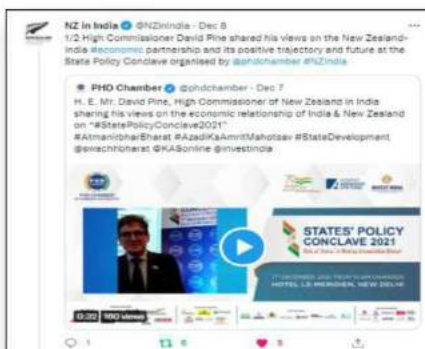 NZ in India @NZinIndia · Dec 8
1/2 High Commissioner David Pine shared his views on the New Zealand-
India #economic partnership and its positive trajectory and future at the
State Policy Conclave organised by @phdchamber #NZIndia
PHD Chamber @phdchamber · Dec 7
H. E. Mr. David Pine, High Commissioner of New Zealand in India
sharing his views on the economic relationship of India & New Zealand
on "#StatePolicyConclave2021"
#AtmanirbharBharat #AzadiKaAmritMahotsav #StateDevelopment
@swachhbharat @KASonline @investindia
STATES' POLICY
CONCLAVE 2021
HOTEL LE MERIDIEN, NEW DELHI
0:32 160 views
1 6 5